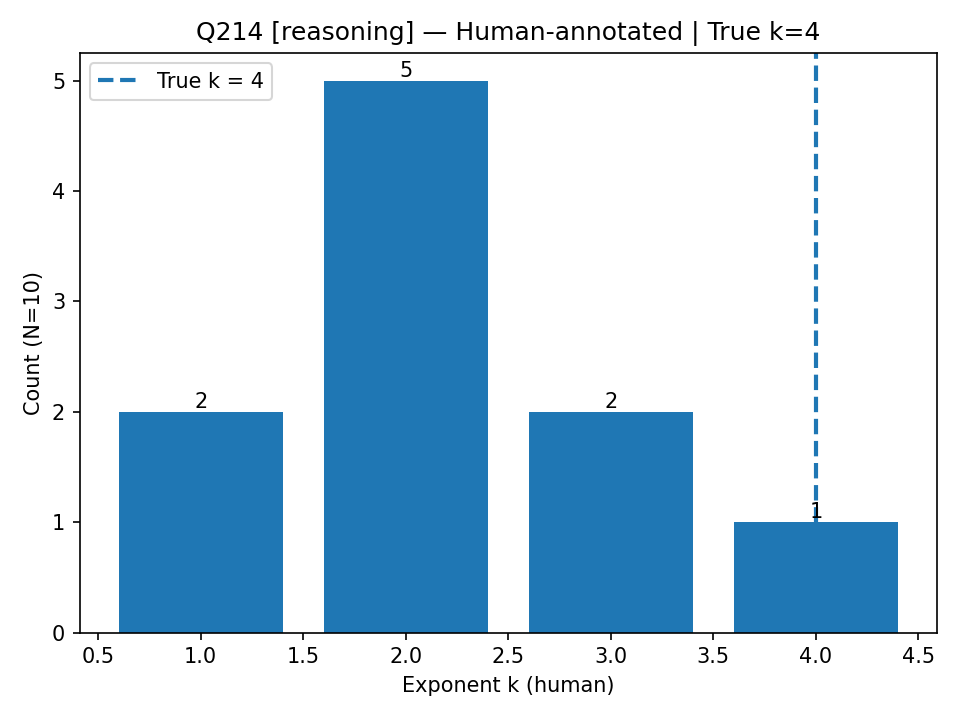 Q214 [reasoning] — Human-annotated | True k=4
True k = 4
5
2
2
1
Count (N=10)
5
4
3
2
1
0
0.5 1.0 1.5 2.0 2.5 3.0 3.5 4.0 4.5
Exponent k (human)